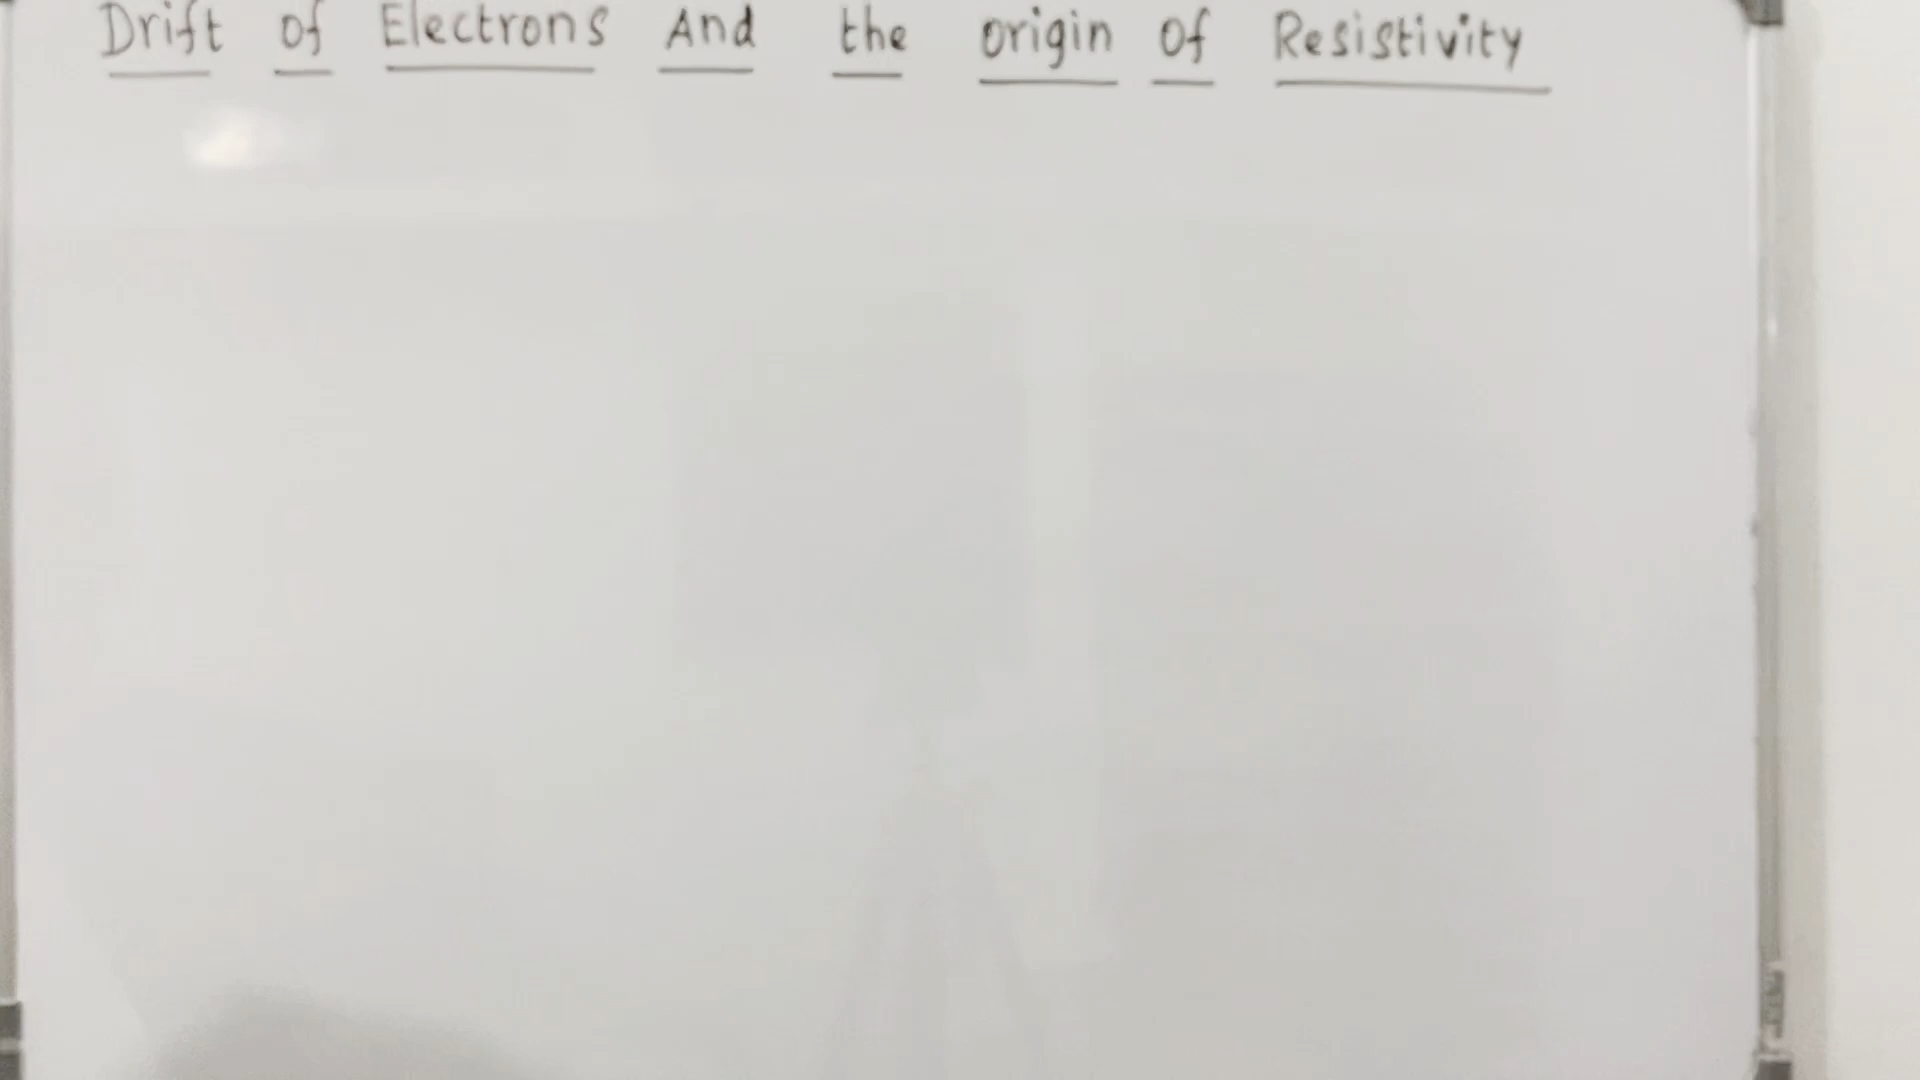 Drift of Electrons And the origin of Resistivity